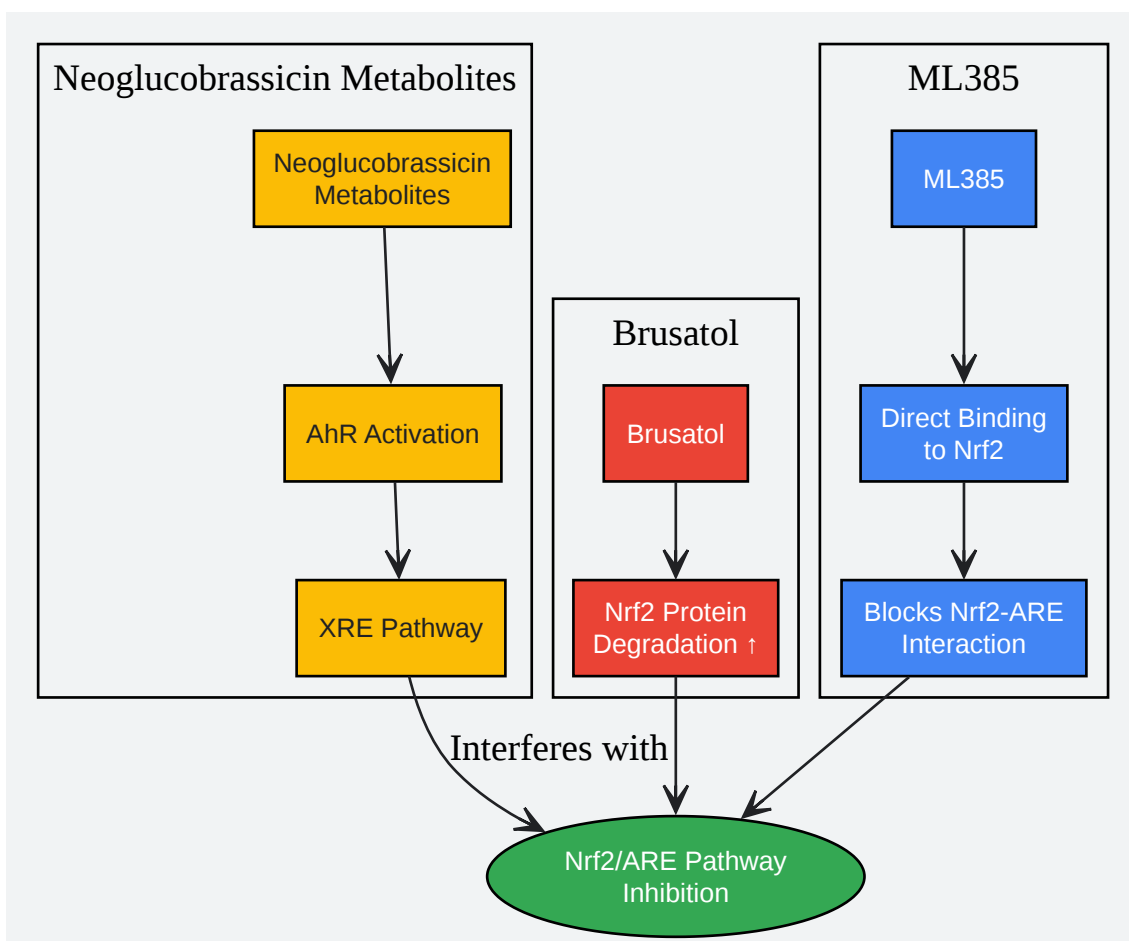 Neoglucobrassicin Metabolites
Neoglucobrassicin
Metabolites
AhR Activation
XRE Pathway
Brusatol
Brusatol
Nrf2 Protein
Degradation ↑
ML385
ML385
Direct Binding
to Nrf2
Blocks Nrf2-ARE
Interaction
Interferes with
Nrf2/ARE Pathway
Inhibition